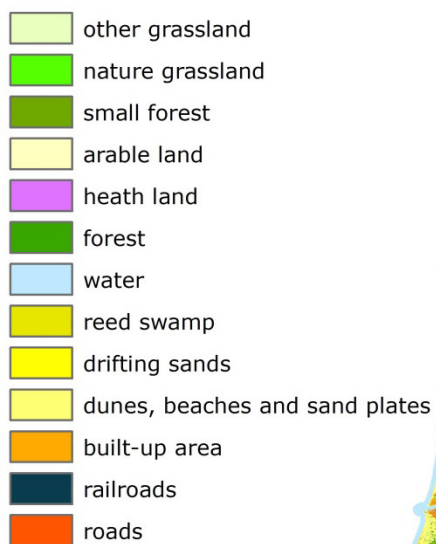 other grassland
nature grassland
small forest
arable land
heath land
forest
water
reed swamp
drifting sands
dunes, beaches and sand plates
built-up area
railroads
roads